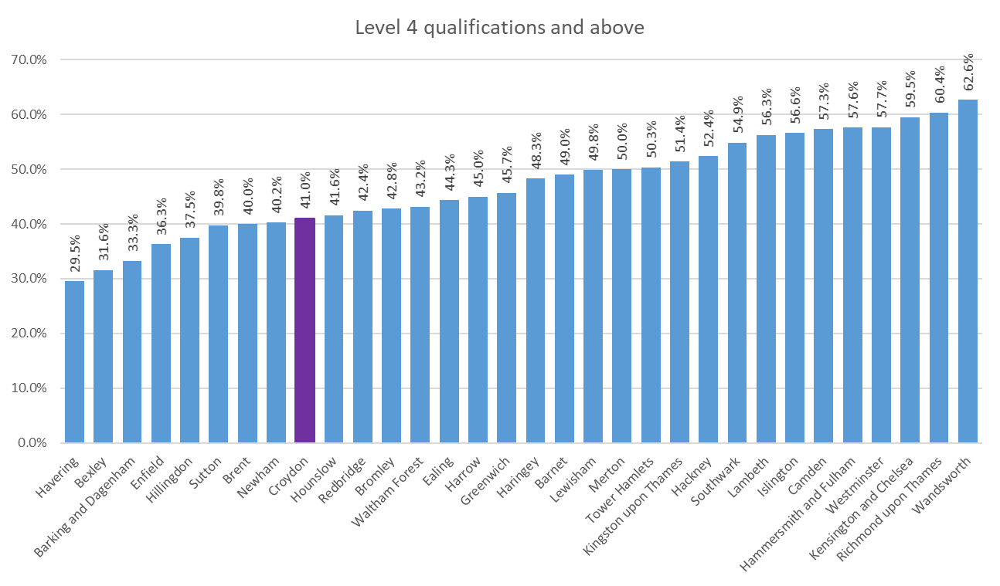 Level 4 qualifications and above
70.0%
60.0%
50.0%
40.0%
30.0%
20.0%
10.0%
0.0%
29.5%
31.6%
33.3%
36.3%
37.5%
39.8%
40.0%
40.2%
41.0%
41.6%
42.4%
42.8%
43.2%
44.3%
45.0%
45.7%
48.3%
49.0%
49.8%
50.0%
50.3%
51.4%
52.4%
54.9%
56.3%
56.6%
57.3%
57.6%
57.7%
59.5%
60.4%
62.6%
Havering
Bexley
Barking and Dagenham
Enfield
Hillingdon
Sutton
Brent
Newham
Croydon
Hounslow
Redbridge
Bromley
Waltham Forest
Ealing
Harrow
Greenwich
Haringey
Barnet
Lewisham
Merton
Tower Hamlets
Kingston upon Thames
Hackney
Southwark
Lambeth
Islington
Camden
Hammersmith and Fulham
Westminster
Kensington and Chelsea
Richmond upon Thames
Wandsworth